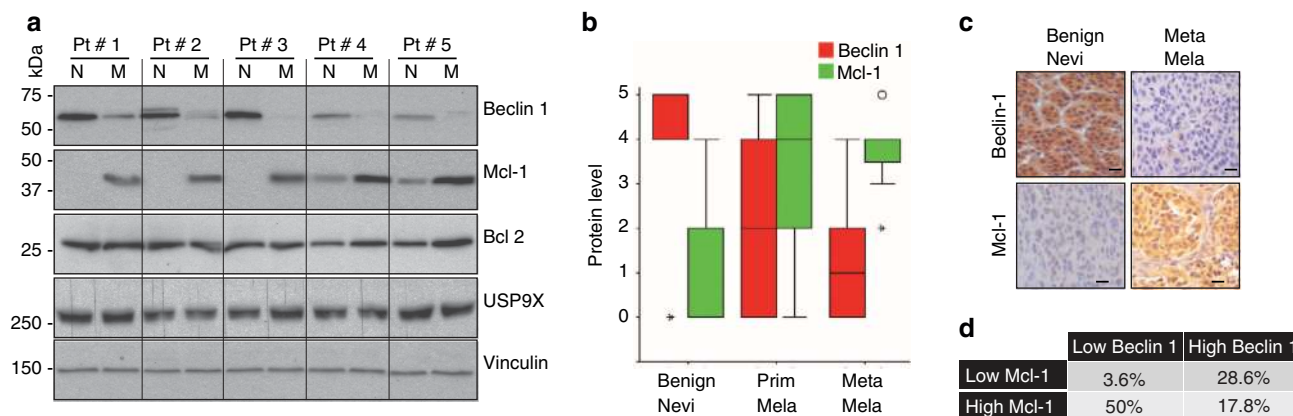 a
Pt # 1 Pt # 2 Pt # 3 Pt # 4 Pt # 5
kDa
N M N M N M N M N M
75 -
50 -
Beclin 1
50 -
37 -
Mcl-1
25 -
Bcl 2
250 -
USP9X
150 -
Vinculin
b
Beclin 1
Mcl-1
Protein level
5
4
3
2
1
0
Benign
Nevi
Prim
Mela
Meta
Mela
c
Benign
Nevi
Meta
Mela
Beclin-1
Mcl-1
d
Low Beclin 1 High Beclin 1
Low Mcl-1 3.6% 28.6%
High Mcl-1 50% 17.8%